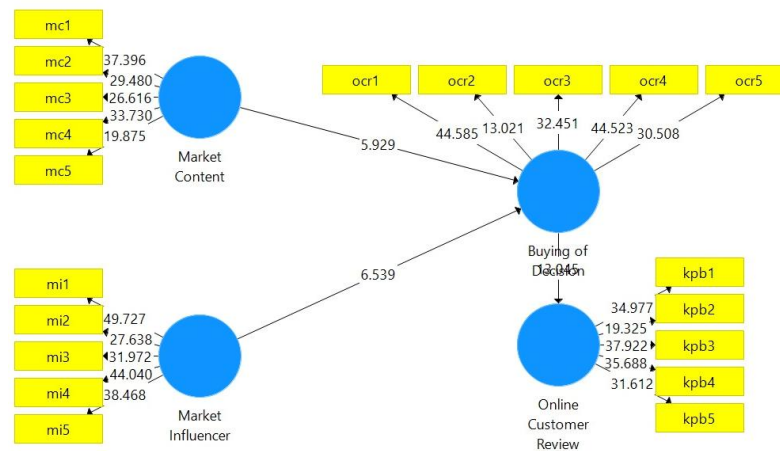 mc1
mc2
mc3
mc4
mc5
37.396
29.480
26.616
33.730
19.875
Market
Content
5.929
ocr1
ocr2
ocr3
ocr4
ocr5
44.585
13.021
32.451
44.523
30.508
Buying of
Decision
13.045
mi1
mi2
mi3
mi4
mi5
49.727
27.638
31.972
44.040
38.468
Market
Influencer
6.539
kpb1
kpb2
kpb3
kpb4
kpb5
34.977
19.325
37.922
35.688
31.612
Online
Customer
Review